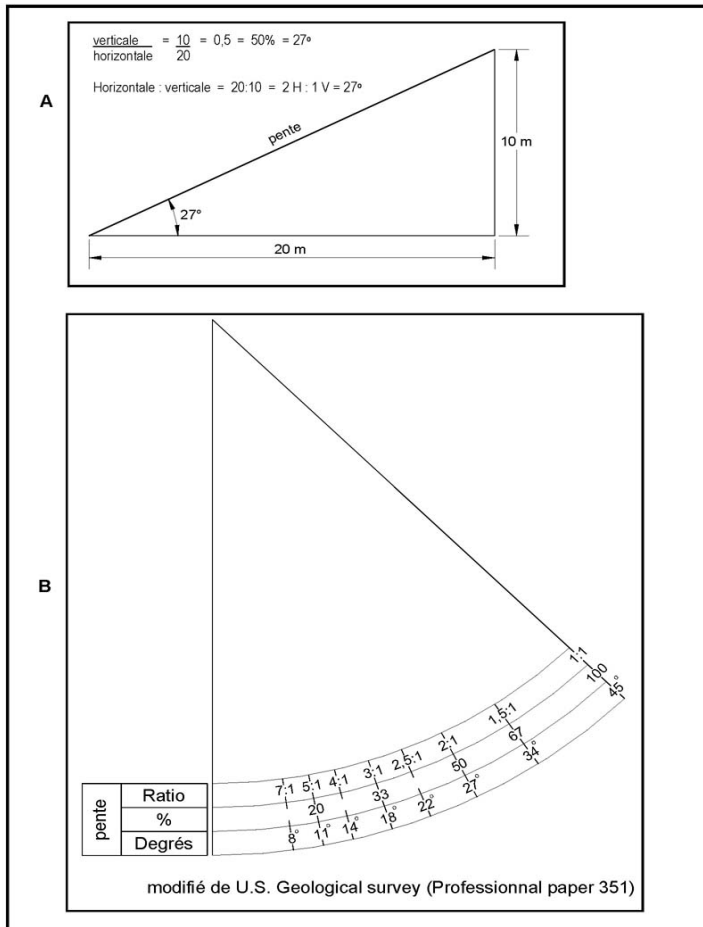 A
verticale = 10 = 0,5 = 50% = 27°
horizontale 20
Horizontale : verticale = 20:10 = 2 H : 1 V = 27°
pente
10 m
27°
20 m
B
1:1
100
45°
1,5:1
67
34°
7:1 5:1 4:1 3:1 2,5:1 2:1
20 33 50
8° 11° 14° 18° 22° 27°
pente
Ratio
%
Degrés
modifié de U.S. Geological survey (Professionnal paper 351)